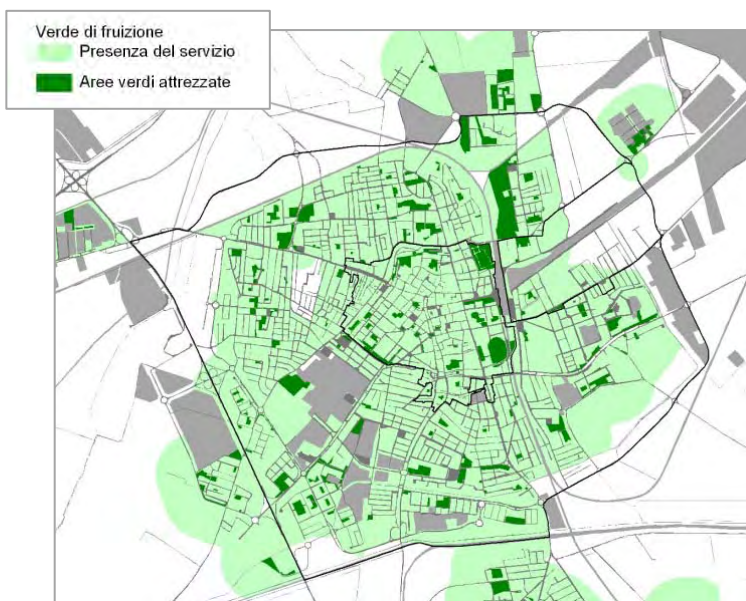 Verde di fruizione
Presenza del servizio
Aree verdi attrezzate